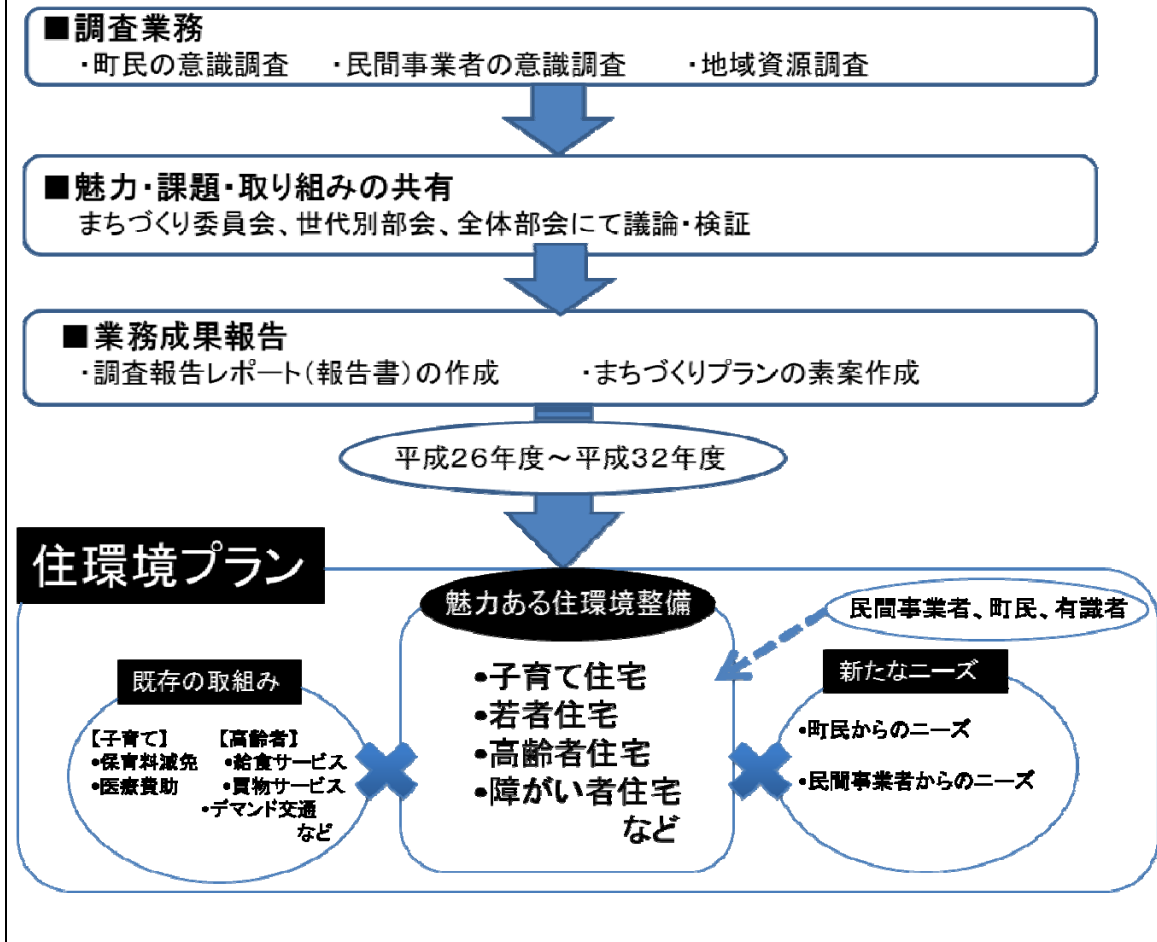 ■調査業務
・町民の意識調査　・民間事業者の意識調査　・地域資源調査
■魅力・課題・取り組みの共有
まちづくり委員会、世代別部会、全体部会にて議論・検証
■業務成果報告
・調査報告レポート（報告書）の作成　・まちづくりプランの素案作成
平成26年度～平成32年度
住環境プラン
魅力ある住環境整備
・子育て住宅
・若者住宅
・高齢者住宅
・障がい者住宅
など
民間事業者、町民、有識者
既存の取組み
【子育て】
・保育料減免
・医療費助
【高齢者】
・給食サービス
・買物サービス
・デマンド交通
など
新たなニーズ
・町民からのニーズ
・民間事業者からのニーズ